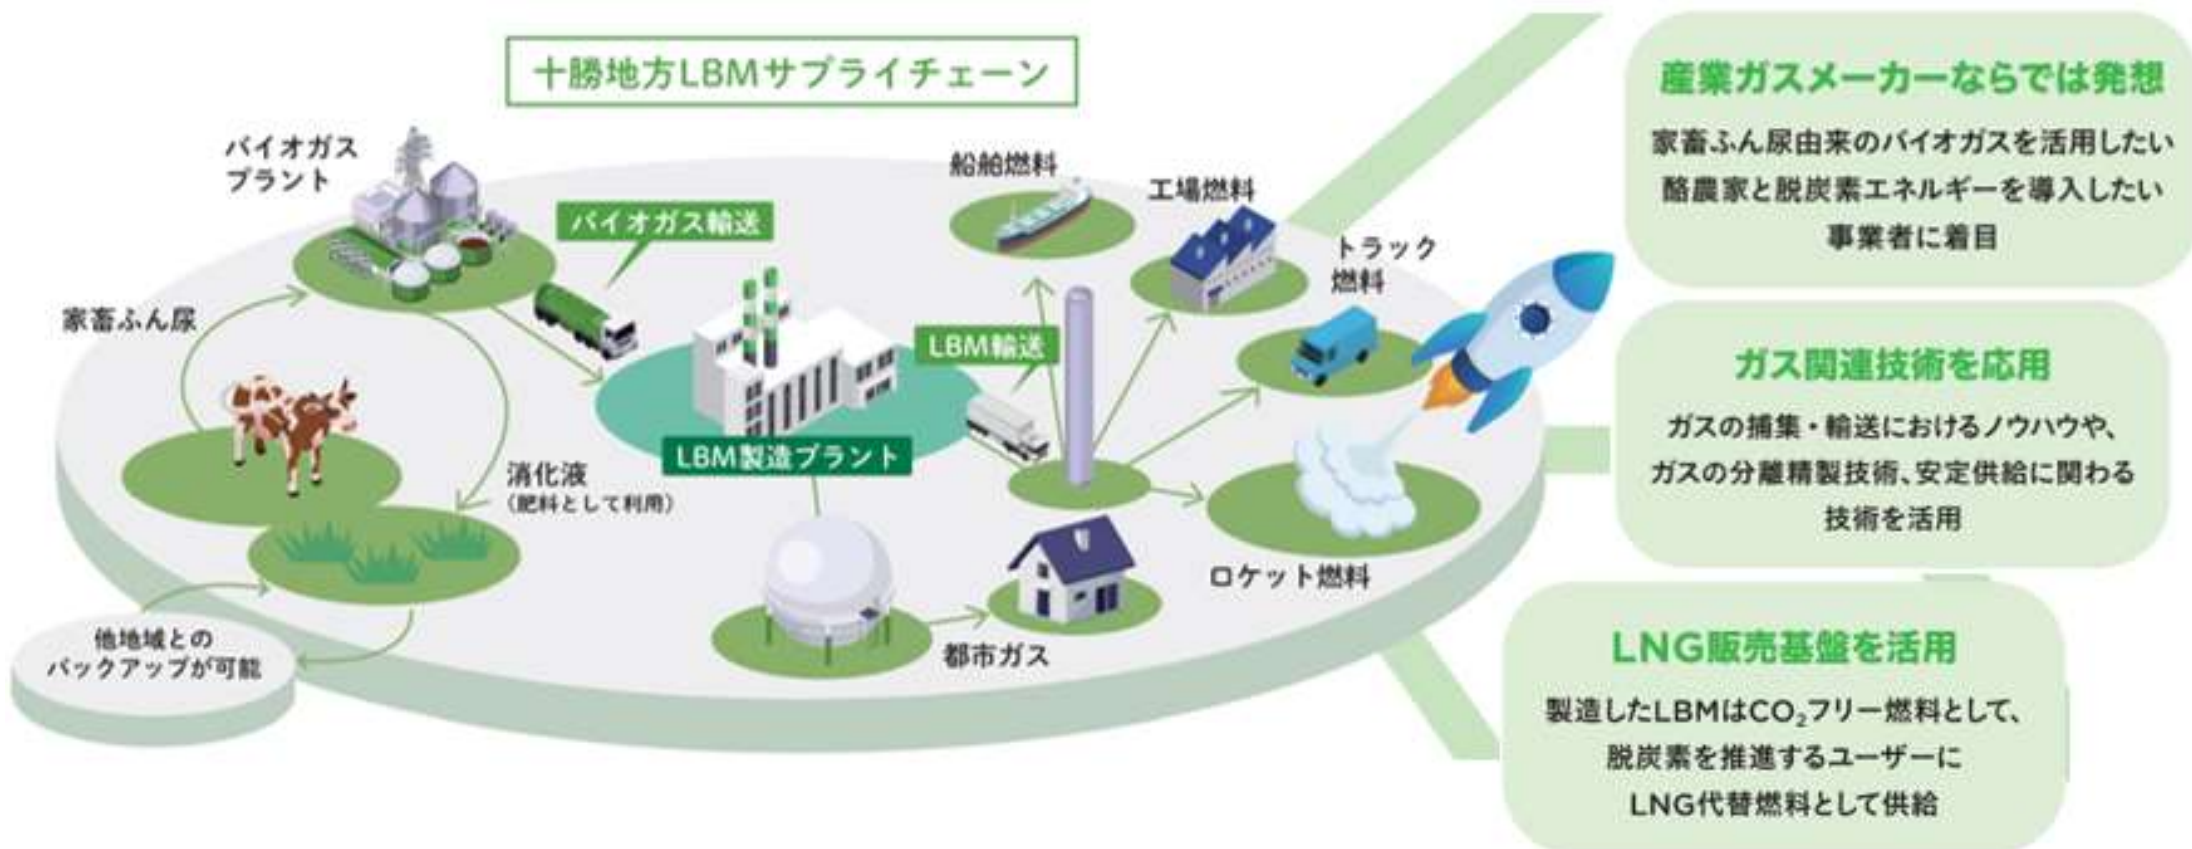 十勝地方LBMサプライチェーン
バイオガス
プラント
バイオガス輸送
家畜ふん尿
消化液
（肥料として利用）
他地域との
バックアップが可能
LBM製造プラント
LBM輸送
船舶燃料
工場燃料
トラック
燃料
ロケット燃料
都市ガス
産業ガスメーカーならでは発想
家畜ふん尿由来のバイオガスを活用したい
酪農家と脱炭素エネルギーを導入したい
事業者に着目
ガス関連技術を応用
ガスの捕集・輸送におけるノウハウや、
ガスの分離精製技術、安定供給に関わる
技術を活用
LNG販売基盤を活用
製造したLBMはCO₂フリー燃料として、
脱炭素を推進するユーザーに
LNG代替燃料として供給